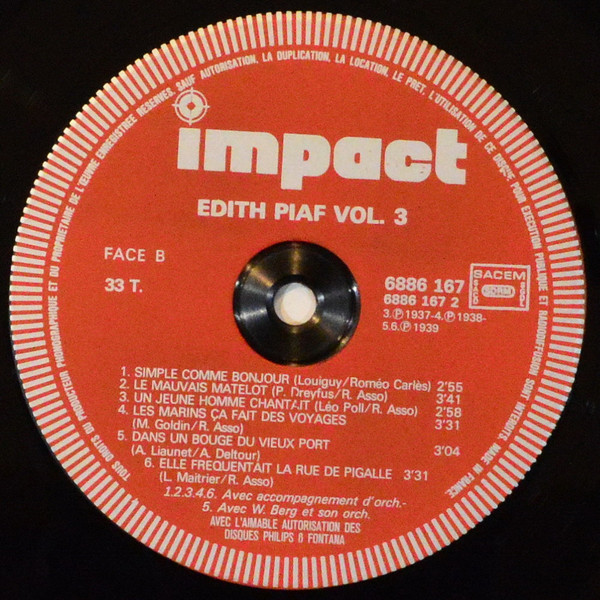 TOUS DROITS DU PRODUCTEUR PHONOGRAPHIQUE ET DU PROPRIETAIRE DE L'ŒUVRE ENREGISTREE RESERVES. SAUF AUTORISATION, LA DUPLICATION, LA LOCATION, LE PRET, L'UTILISATION DE CE DISQUE POUR EXECUTION PUBLIQUE ET RADIODIFFUSION SONT INTERDITS. MADE IN FRANCE.
impact
EDITH PIAF VOL. 3
FACE B
33 T.
6886 167
6886 167 2
3.℗1937-4.℗1938-
5.6.℗1939
SACEM
SACD
SDRM
SGDL
1. SIMPLE COMME BONJOUR (Louiguy/Roméo Carlès) 2'55
2. LE MAUVAIS MATELOT (P. Dreyfus/R. Asso) 3'41
3. UN JEUNE HOMME CHANTAIT (Léo Poll/R. Asso) 2'58
4. LES MARINS ÇA FAIT DES VOYAGES
(M. Goldin/R. Asso) 3'31
5. DANS UN BOUGE DU VIEUX PORT
(A. Liaunet/A. Deltour) 3'04
6. ELLE FREQUENTAIT LA RUE DE PIGALLE 3'31
(L. Maitrier/R. Asso)
1.2.3.4.6. Avec accompagnement d'orch.-
5. Avec W. Berg et son orch.
AVEC L'AIMABLE AUTORISATION DES
DISQUES PHILIPS & FONTANA